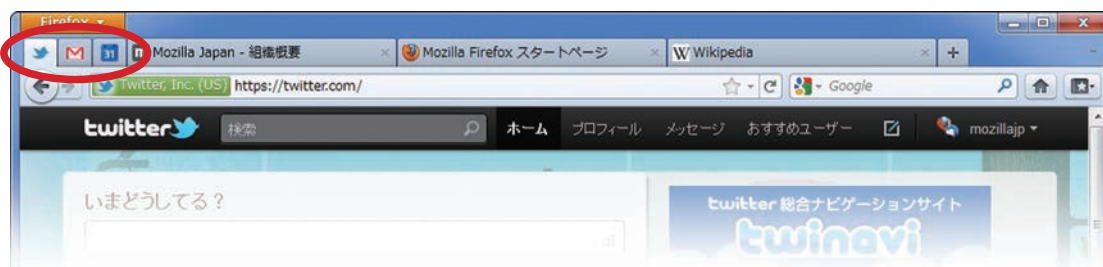 Firefox
31
Mozilla Japan - 組織概要
Mozilla Firefox スタートページ
Wikipedia
Twitter, Inc. (US) https://twitter.com/
Google
twitter 検索 ホーム プロフィール メッセージ おすすめユーザー mozillajp
いまどうしてる？
twitter 総合ナビゲーションサイト
twinavi